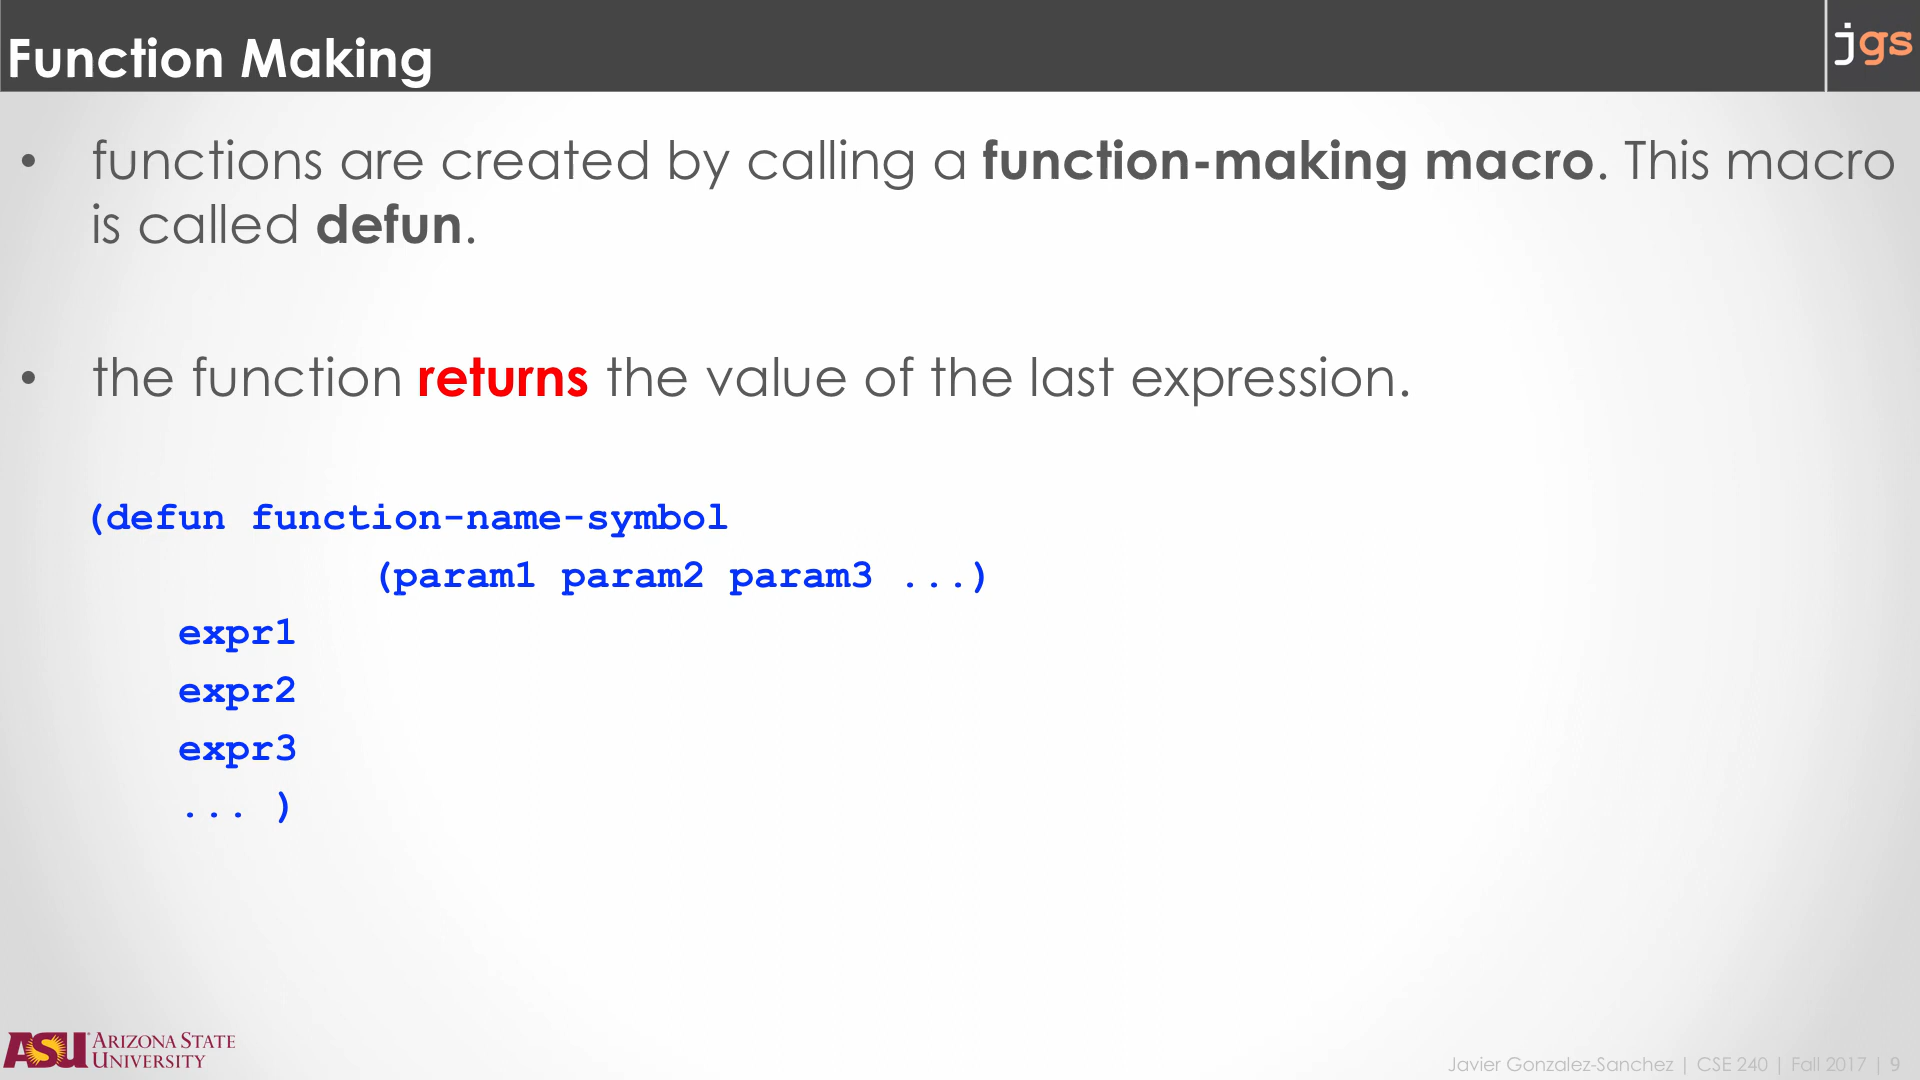 Function Making
jgs
• functions are created by calling a function-making macro. This macro
is called defun.
• the function returns the value of the last expression.
(defun function-name-symbol
(param1 param2 param3 ...)
expr1
expr2
expr3
... )
ASU ARIZONA STATE
UNIVERSITY
Javier Gonzalez-Sanchez | CSE 240 | Fall 2017 | 9